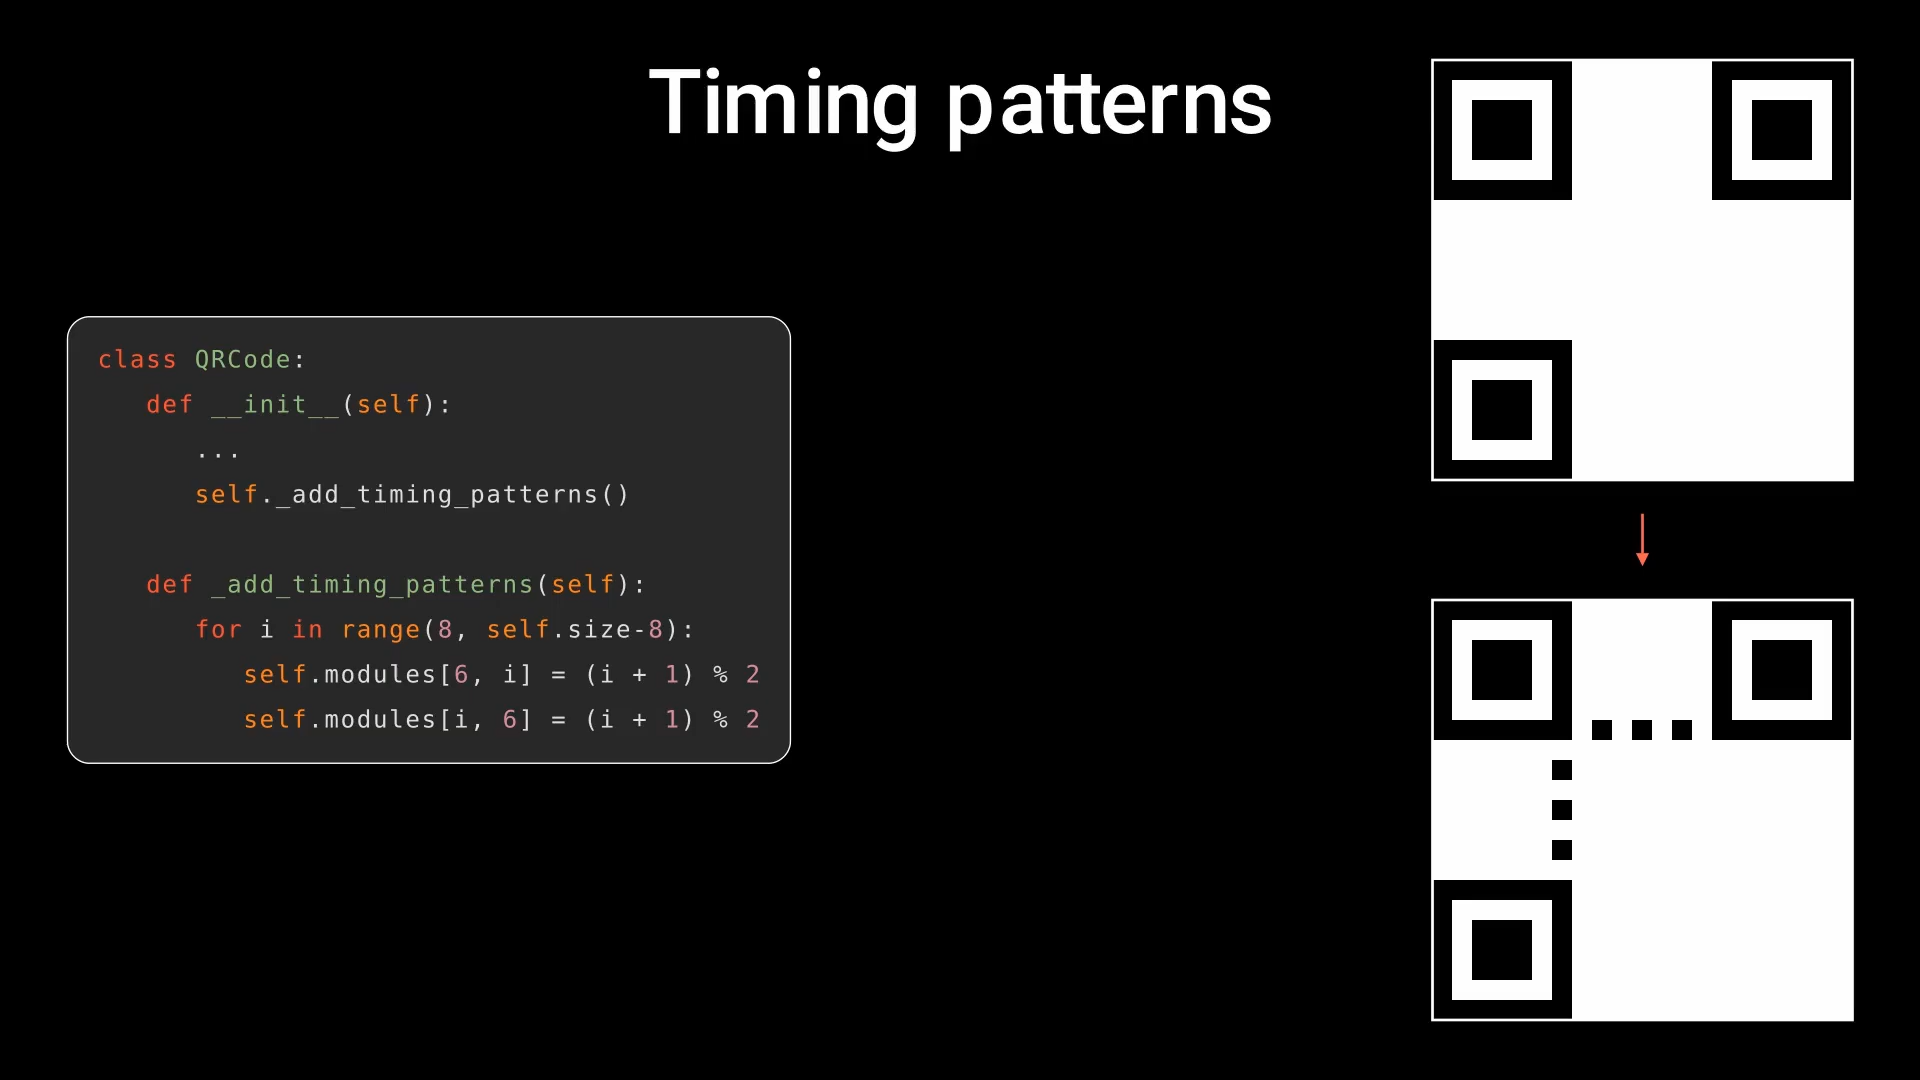 Timing patterns
class QRCode:
def __init__(self):
...
self._add_timing_patterns()
def _add_timing_patterns(self):
for i in range(8, self.size-8):
self.modules[6, i] = (i + 1) % 2
self.modules[i, 6] = (i + 1) % 2